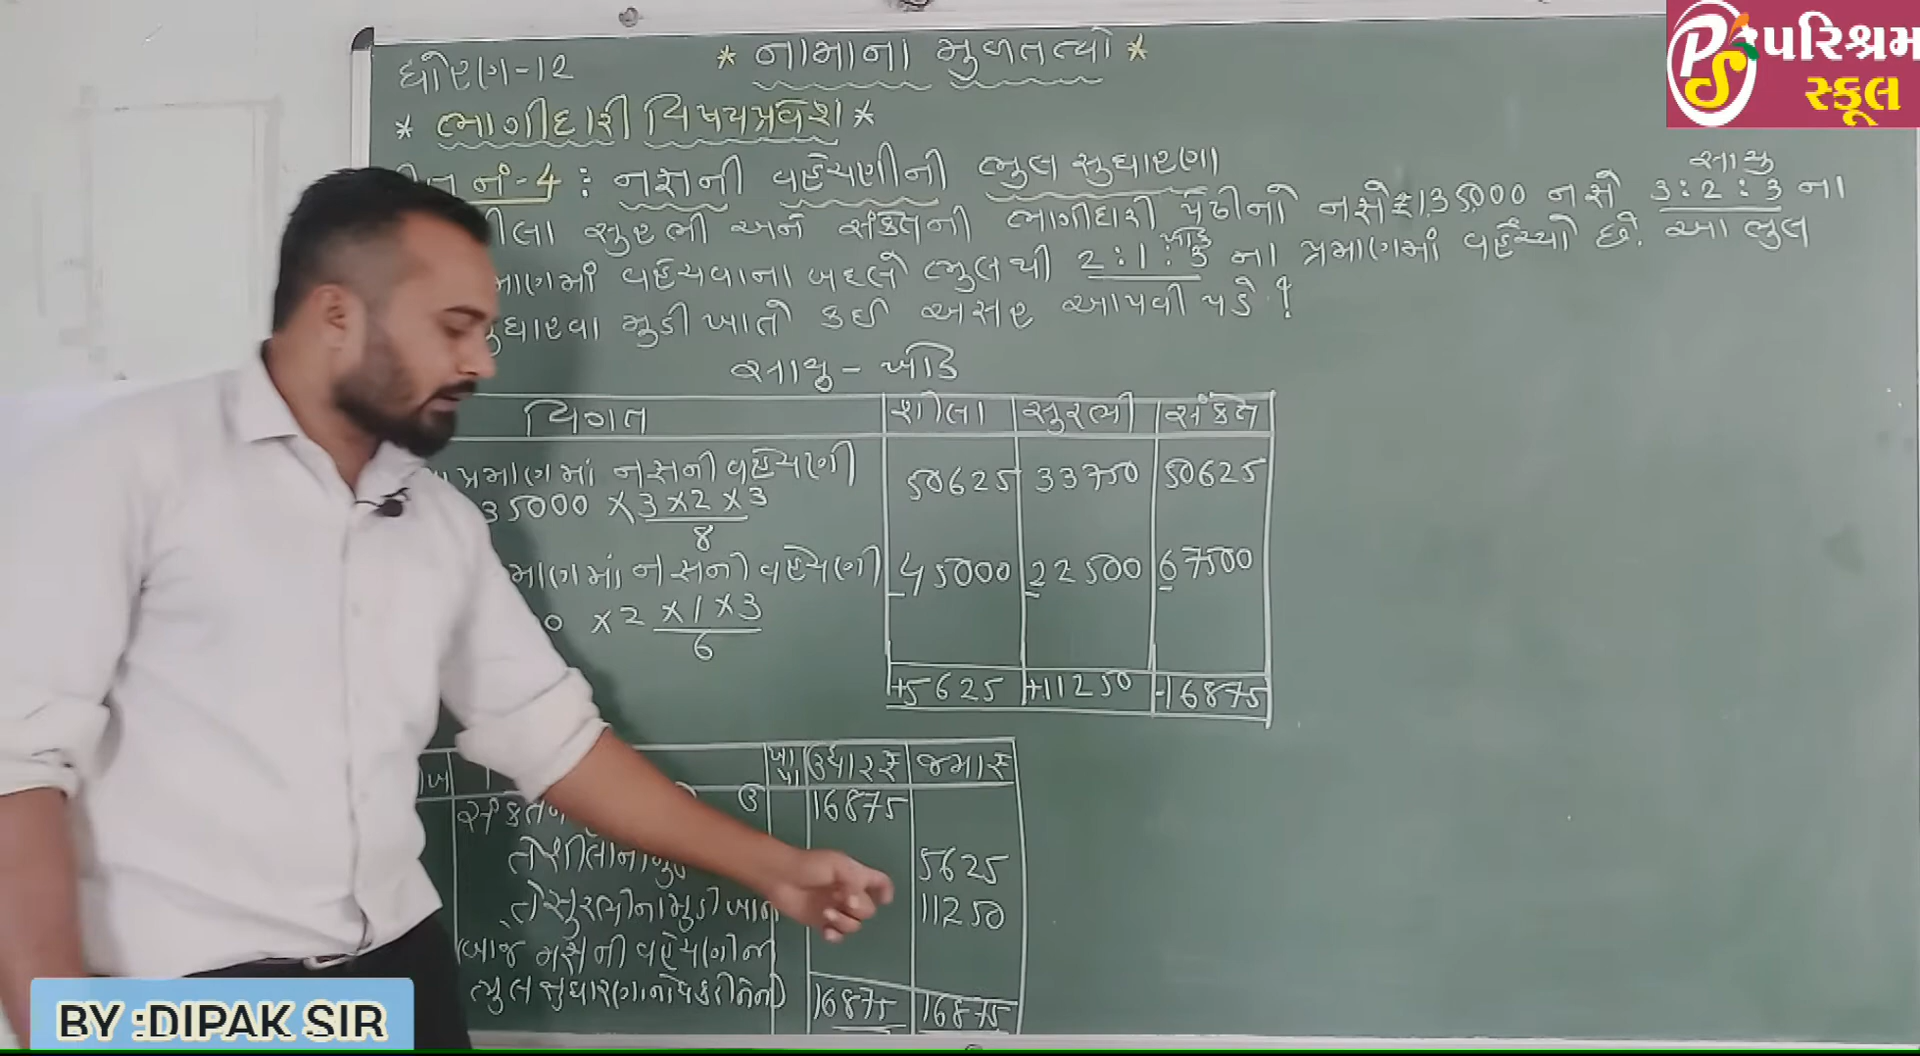 પરિશ્રમ
સ્કૂલ
PS
ધોરણ-12
* નામાના મુળતત્વો *
* ભાગીદારી વિષયપ્રવેશ *
નં-4 : નફાની વહેંચણીની ભુલ સુધારણા
સાચુ
લા સુરભી અને સંકેતની ભાગીદારી પેઢીનો નફો ₹135000 નફો 3:2:3 ના
ખોટુ
માણમાં વહેંચવાના બદલે ભુલથી 2:1:3 ના પ્રમાણમાં વહેંચ્યો છે. આ ભુલ
સુધારવા મુડી ખાતે કઈ અસર આપવી પડે ?
સાચુ - ખોટુ
વિગત શીલા સુરભી સંકેત
પ્રમાણમાં નફાની વહેંચણી 50625 33750 50625
35000 × 3 × 2 × 3
8
માણમાં નફાની વહેંચણી 45000 22500 67500
0 × 2 × 1 × 3
6
+5625 +11250 -16875
ખા પા ઉધાર ₹ જમા ₹
ઉ 16875
5625
તે સુરભીના મુડી ખાતે 11250
ભુલ સુધારણાના
16875 16875
BY :DIPAK SIR